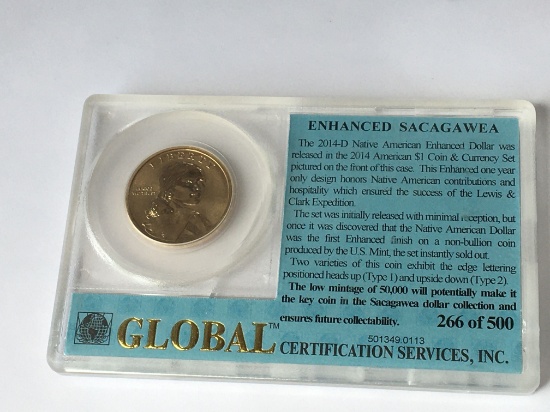 ENHANCED SACAGAWEA
The 2014-D Native American Enhanced Dollar was
released in the 2014 American $1 Coin & Currency Set
pictured on the front of this case. This Enhanced one year
only design honors Native American contributions and
hospitality which ensured the success of the Lewis &
Clark Expedition.
The set was initially released with minimal reception, but
once it was discovered that the Native American Dollar
was the first Enhanced finish on a non-bullion coin
produced by the U.S. Mint, the set instantly sold out.
Two varieties of this coin exhibit the edge lettering
positioned heads up (Type 1) and upside down (Type 2).
The low mintage of 50,000 will potentially make it
the key coin in the Sacagawea dollar collection and
ensures future collectability. 266 of 500
501349.0113
GLOBAL™ CERTIFICATION SERVICES, INC.
LIBERTY